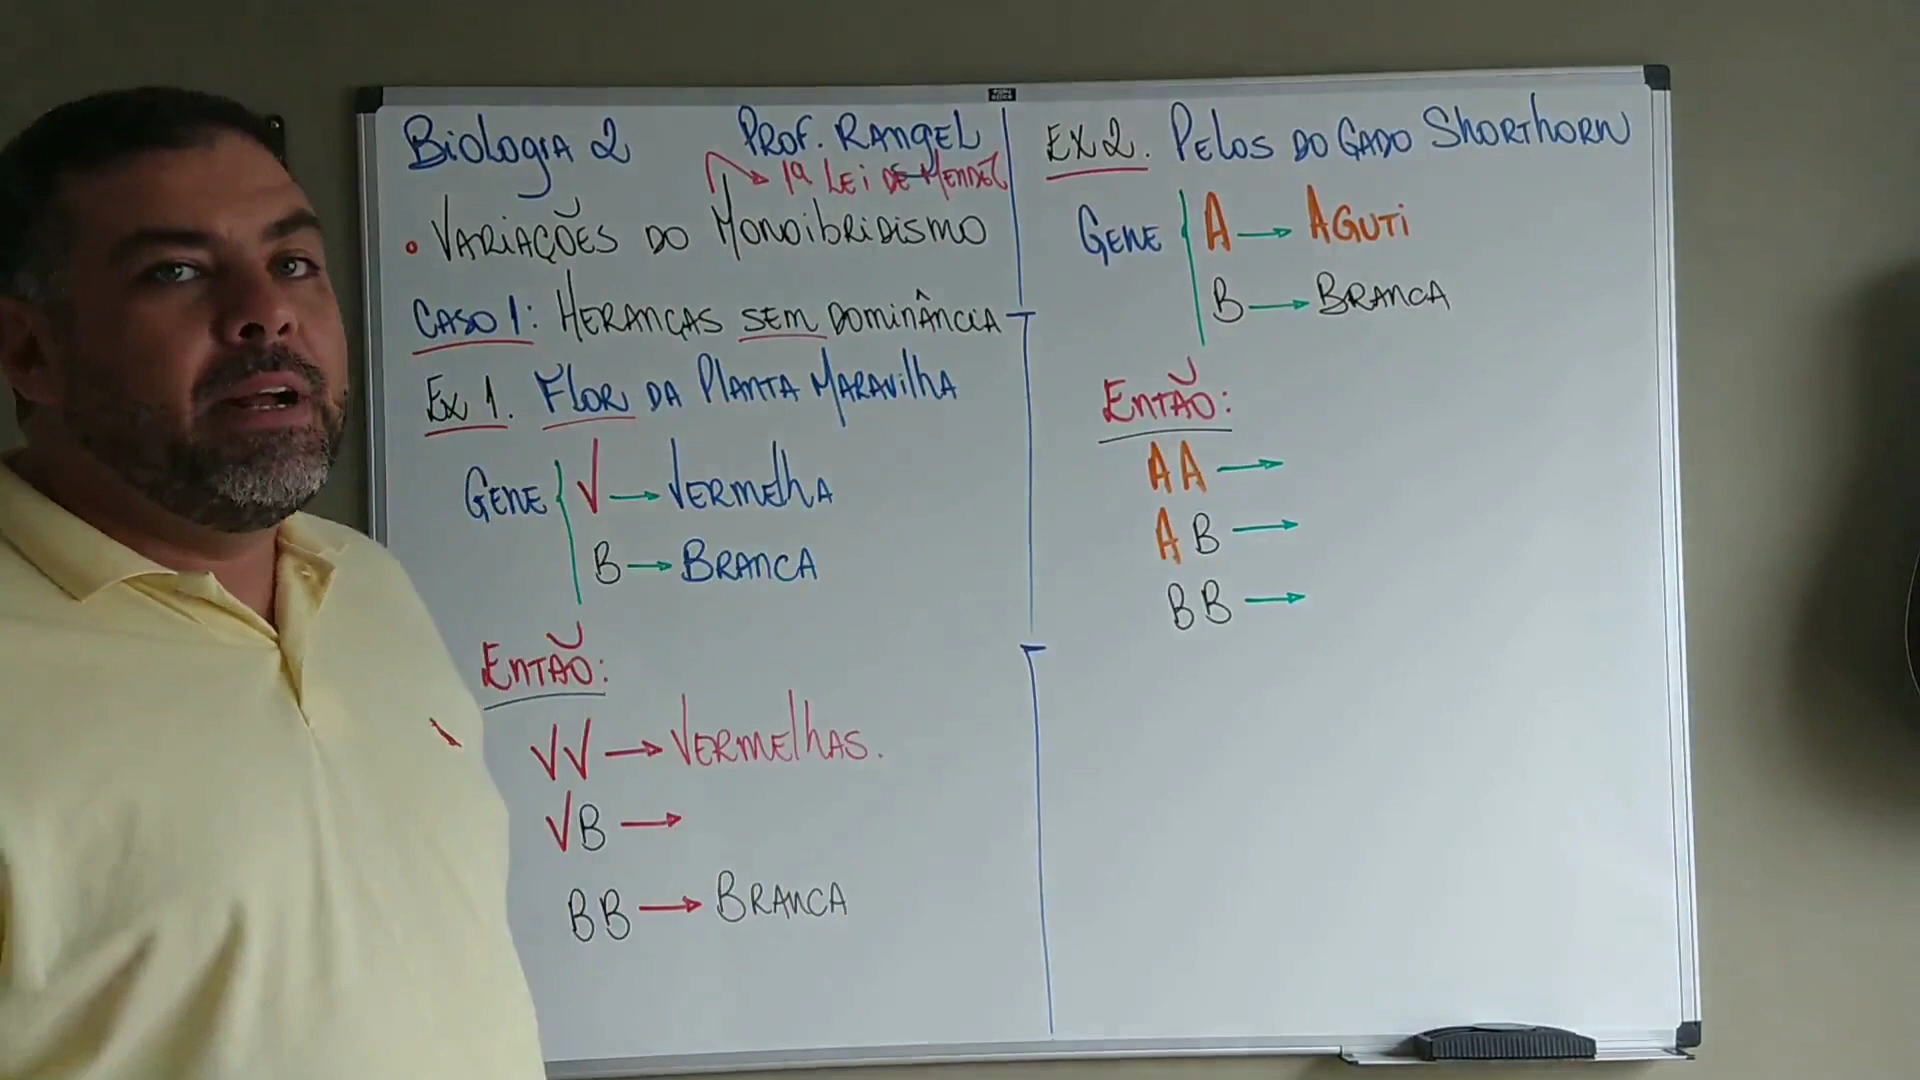 Biologia 2 Prof. Rangel
1ª Lei de Mendel
• Variações do Monoibridismo
Caso 1: Heranças sem dominância
Ex 1. Flor da Planta Maravilha
Gene { V → Vermelha
B → Branca
Então:
VV → Vermelhas.
VB →
BB → Branca
Ex 2. Pelos do Gado Shorthorn
Gene { A → Aguti
B → Branca
Então:
AA →
AB →
BB →